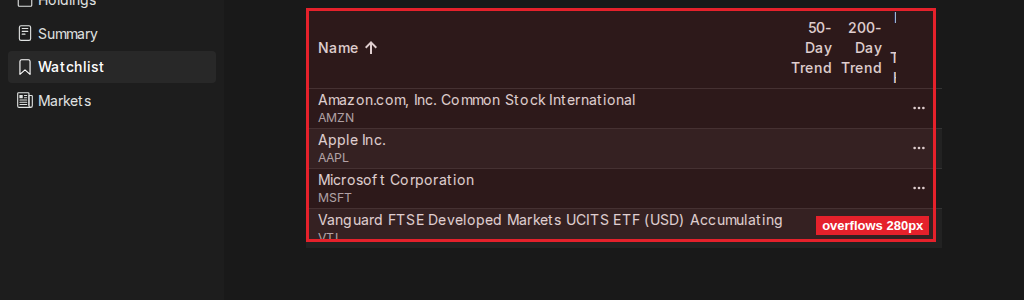 Holdings
Summary
Watchlist
Markets
Name
50-
Day
Trend
200-
Day
Trend
T
Amazon.com, Inc. Common Stock International
AMZN
Apple Inc.
AAPL
Microsoft Corporation
MSFT
Vanguard FTSE Developed Markets UCITS ETF (USD) Accumulating
overflows 280px